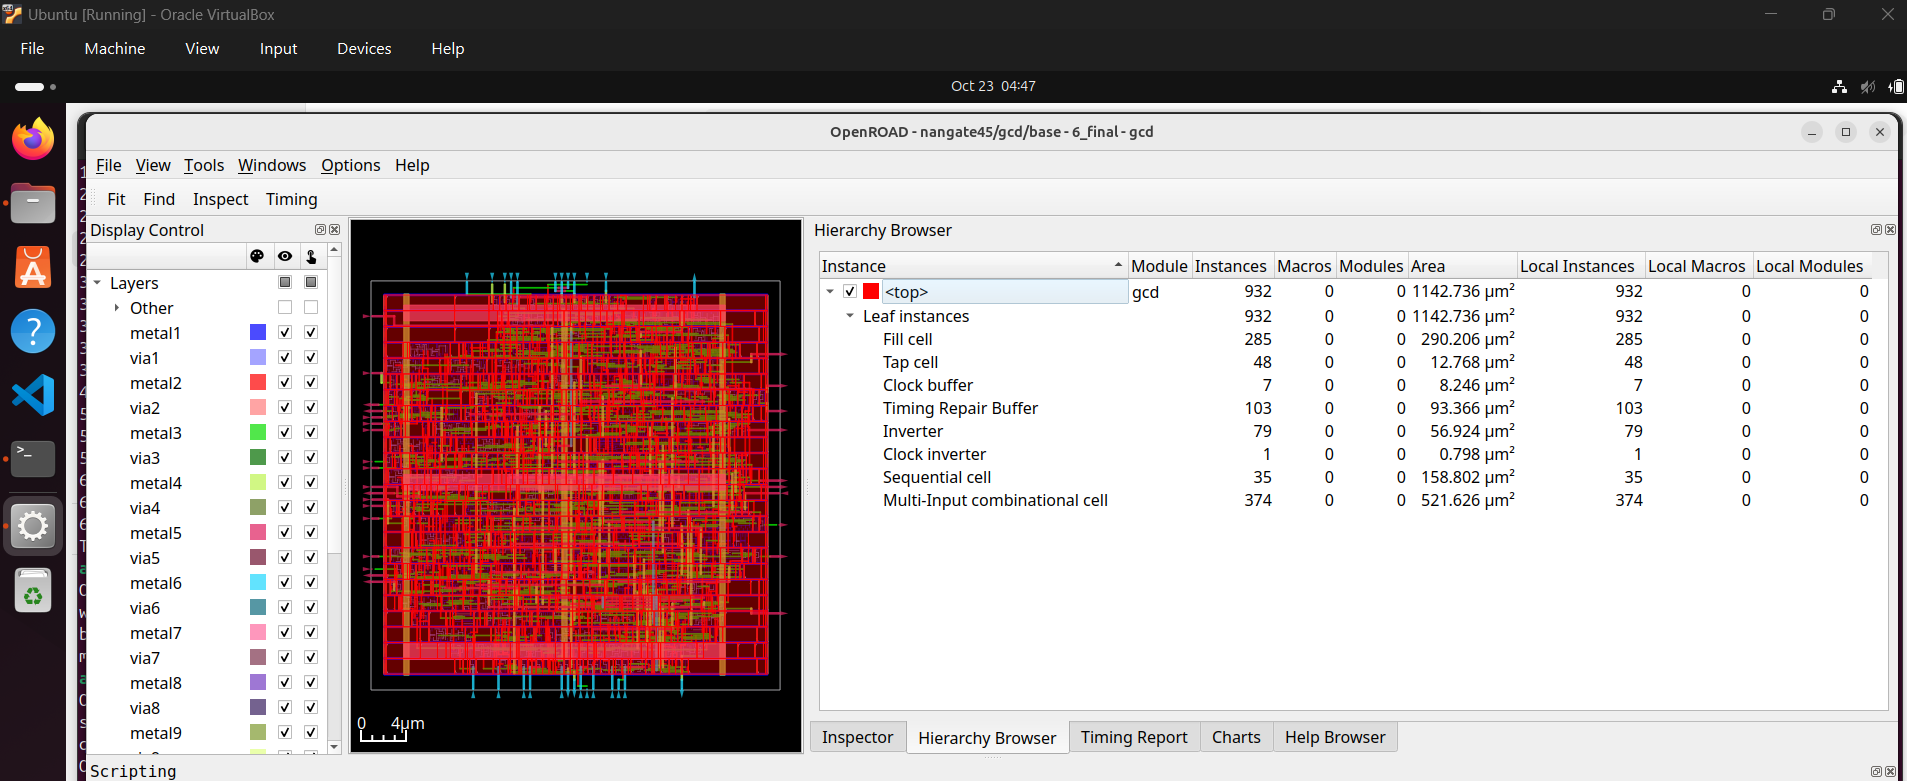 Ubuntu [Running] - Oracle VirtualBox
File Machine View Input Devices Help
Oct 23 04:47
OpenROAD - nangate45/gcd/base - 6_final - gcd
File View Tools Windows Options Help
Fit Find Inspect Timing
Display Control
Layers
Other
metal1
via1
metal2
via2
metal3
via3
metal4
via4
metal5
via5
metal6
via6
metal7
via7
metal8
via8
metal9
0 4μm
Hierarchy Browser
Instance Module Instances Macros Modules Area Local Instances Local Macros Local Modules
<top> gcd 932 0 0 1142.736 μm² 932 0 0
Leaf instances 932 0 0 1142.736 μm² 932 0 0
Fill cell 285 0 0 290.206 μm² 285 0 0
Tap cell 48 0 0 12.768 μm² 48 0 0
Clock buffer 7 0 0 8.246 μm² 7 0 0
Timing Repair Buffer 103 0 0 93.366 μm² 103 0 0
Inverter 79 0 0 56.924 μm² 79 0 0
Clock inverter 1 0 0 0.798 μm² 1 0 0
Sequential cell 35 0 0 158.802 μm² 35 0 0
Multi-Input combinational cell 374 0 0 521.626 μm² 374 0 0
Inspector Hierarchy Browser Timing Report Charts Help Browser
Scripting